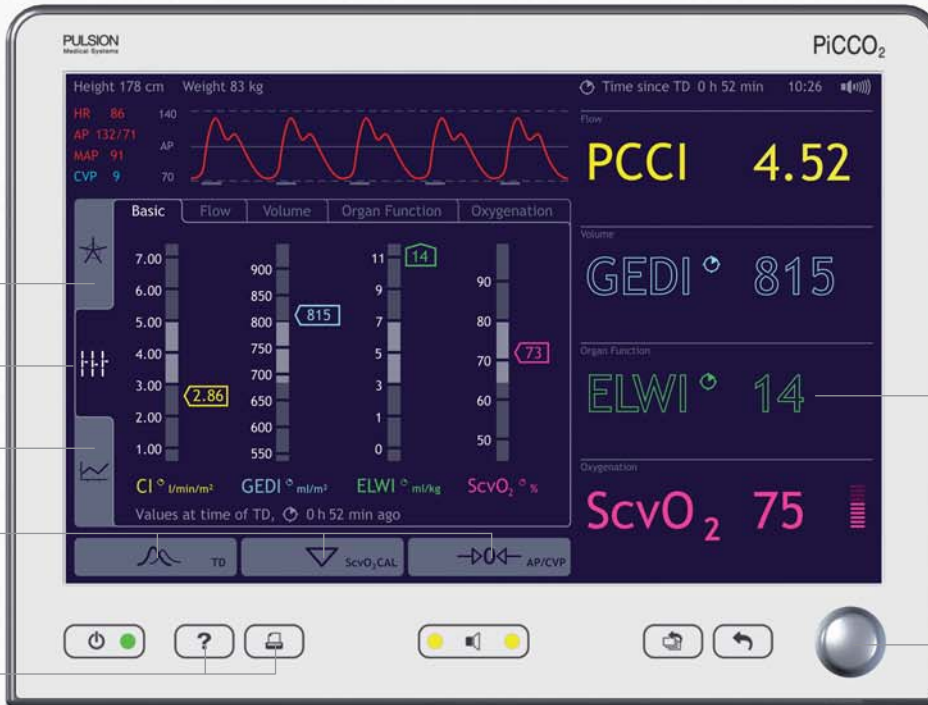 PULSION
Medical Systems
PiCCO₂
Height 178 cm Weight 83 kg
Time since TD 0 h 52 min 10:26
HR 86
AP 132/71
MAP 91
CVP 9
140
AP
70
Flow
PCCI 4.52
Basic Flow Volume Organ Function Oxygenation
7.00
6.00
5.00
4.00
3.00
2.00
1.00
2.86
900
850
800
750
700
650
600
550
815
11
9
7
5
3
1
0
14
90
80
70
60
50
73
CI° l/min/m² GEDI° ml/m² ELWI° ml/kg ScvO₂° %
Values at time of TD, 0 h 52 min ago
Volume
GEDI° 815
Organ Function
ELWI° 14
Oxygenation
ScvO₂ 75
TD ScvO₂CAL AP/CVP
?